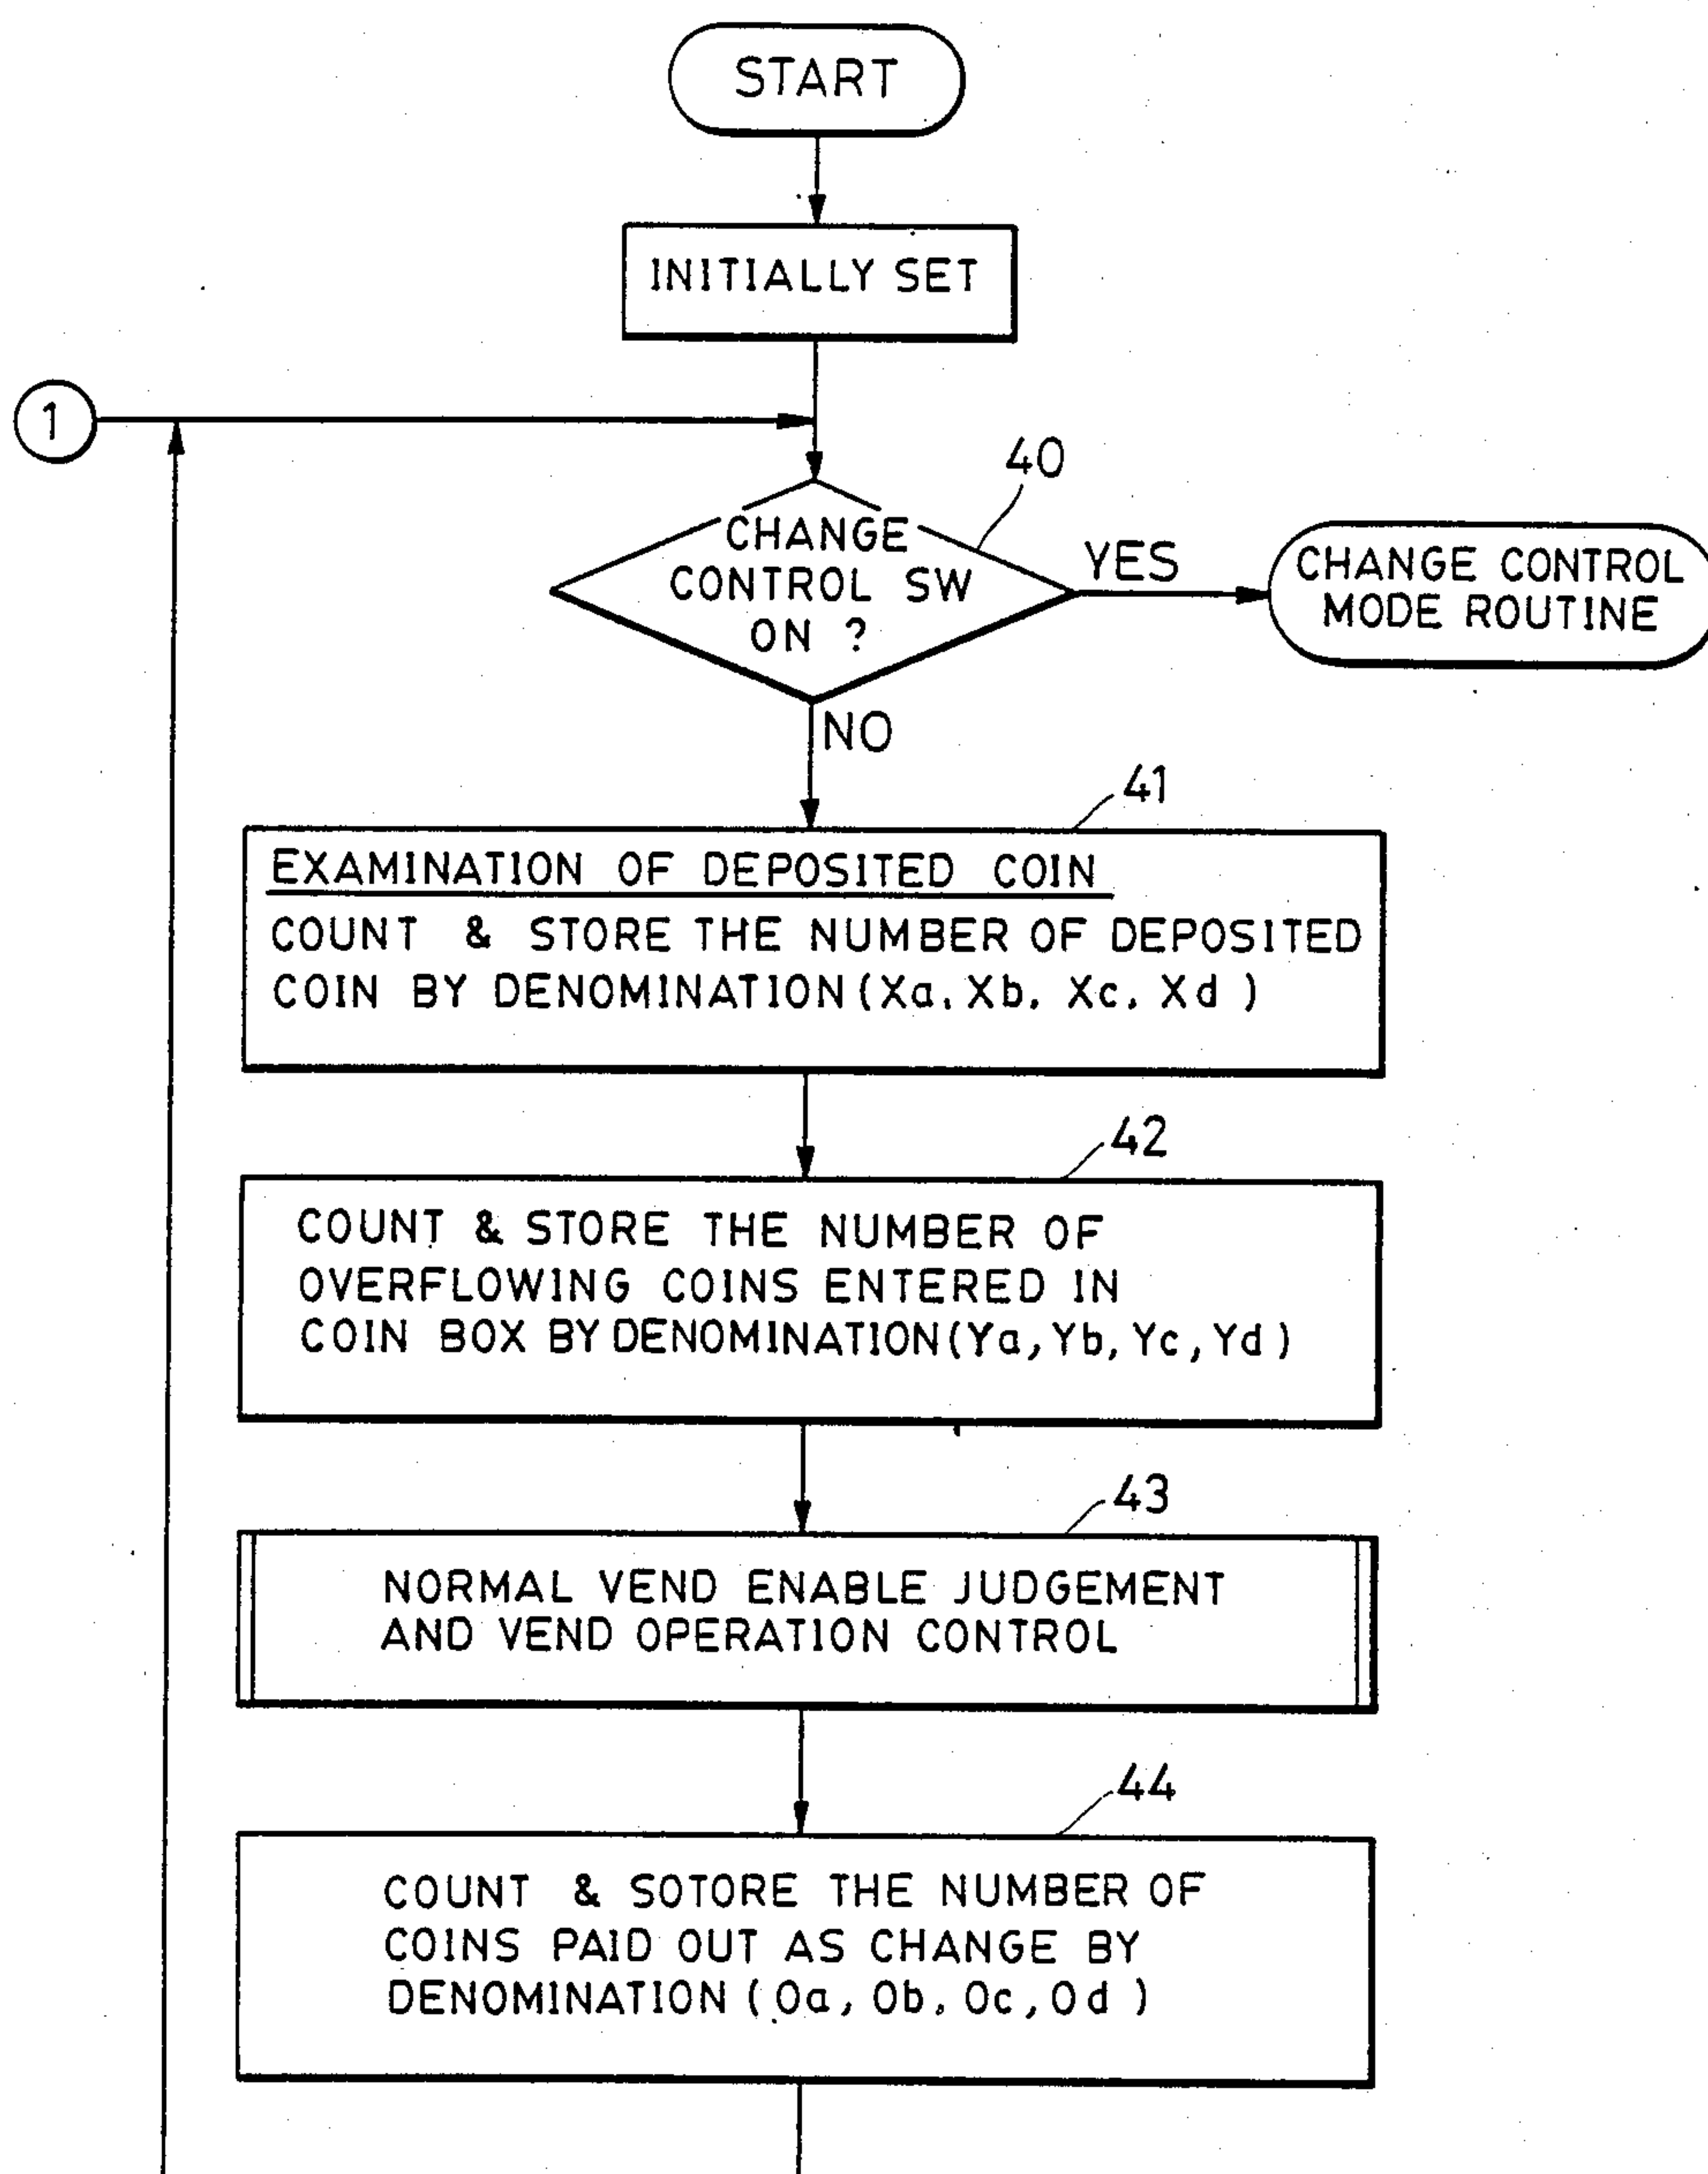 START
INITIALLY SET
1
40
CHANGE
CONTROL SW
ON ?
YES
CHANGE CONTROL
MODE ROUTINE
NO
41
EXAMINATION OF DEPOSITED COIN
COUNT & STORE THE NUMBER OF DEPOSITED
COIN BY DENOMINATION (Xa, Xb, Xc, Xd )
42
COUNT & STORE THE NUMBER OF
OVERFLOWING COINS ENTERED IN
COIN BOX BY DENOMINATION (Ya, Yb, Yc, Yd )
43
NORMAL VEND ENABLE JUDGEMENT
AND VEND OPERATION CONTROL
44
COUNT & SOTORE THE NUMBER OF
COINS PAID OUT AS CHANGE BY
DENOMINATION ( Oa, Ob, Oc, Od )